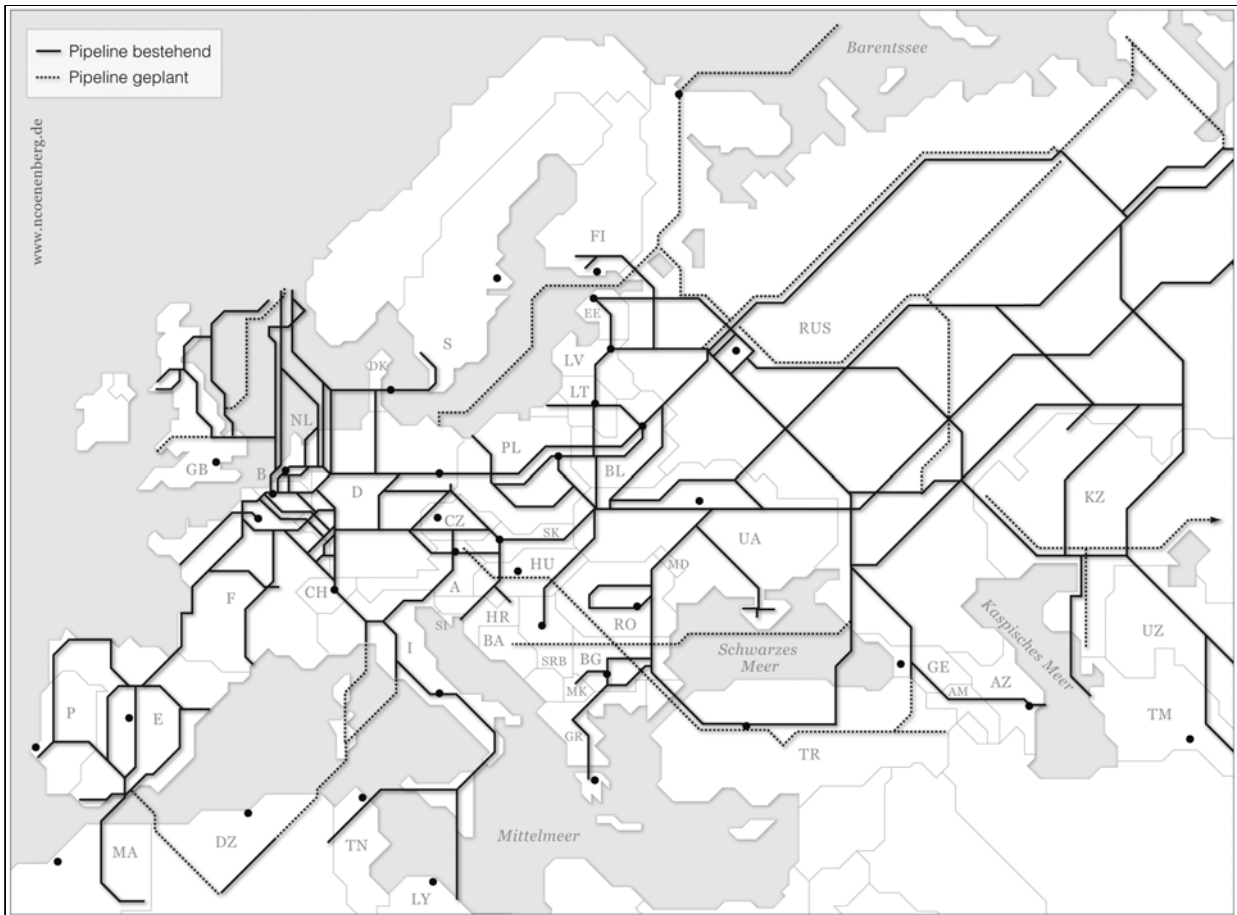 Pipeline bestehend
Pipeline geplant
www.ncoenenberg.de
Barentssee
FI
S
EE
RUS
LV
DK
LT
NL
PL
GB
B
D
BL
KZ
CZ
SK
UA
HU
MD
F
CH
A
HR
RO
SI
BA
Kaspisches Meer
UZ
I
SRB
BG
Schwarzes
Meer
GE
AZ
MK
AM
P
E
GR
TR
TM
Mittelmeer
MA
DZ
TN
LY